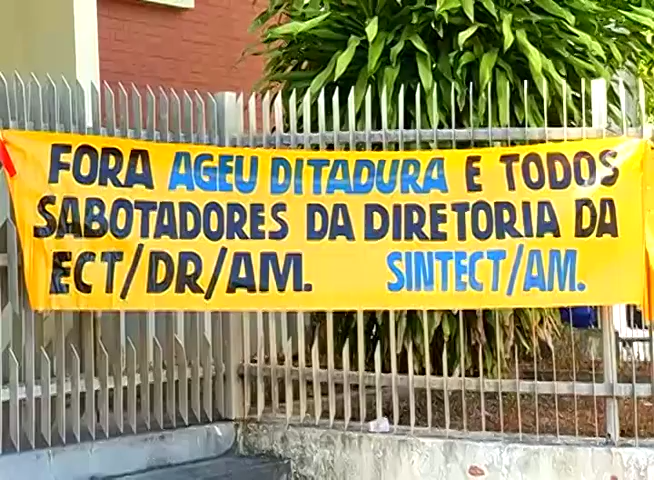 FORA AGEU DITADURA E TODOS
SABOTADORES DA DIRETORIA DA
ECT/DR/AM. SINTECT/AM.